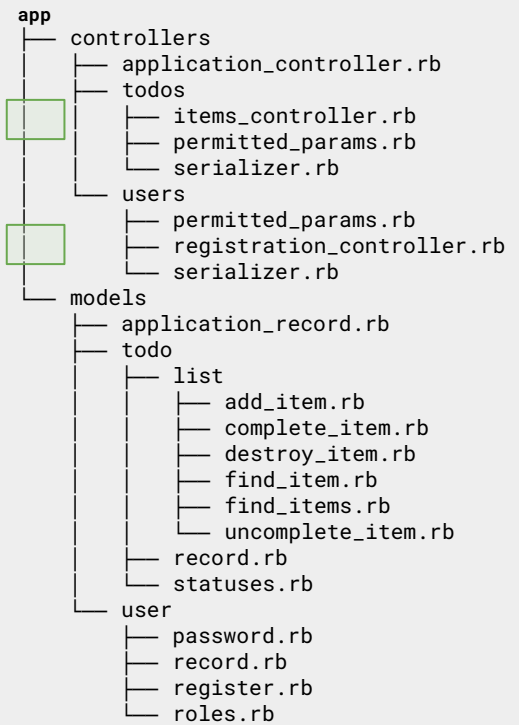 app
├── controllers
│   ├── application_controller.rb
│   ├── todos
│   │   ├── items_controller.rb
│   │   ├── permitted_params.rb
│   │   └── serializer.rb
│   └── users
│       ├── permitted_params.rb
│       ├── registration_controller.rb
│       └── serializer.rb
└── models
    ├── application_record.rb
    ├── todo
    │   ├── list
    │   │   ├── add_item.rb
    │   │   ├── complete_item.rb
    │   │   ├── destroy_item.rb
    │   │   ├── find_item.rb
    │   │   ├── find_items.rb
    │   │   └── uncomplete_item.rb
    │   ├── record.rb
    │   └── statuses.rb
    └── user
        ├── password.rb
        ├── record.rb
        ├── register.rb
        └── roles.rb